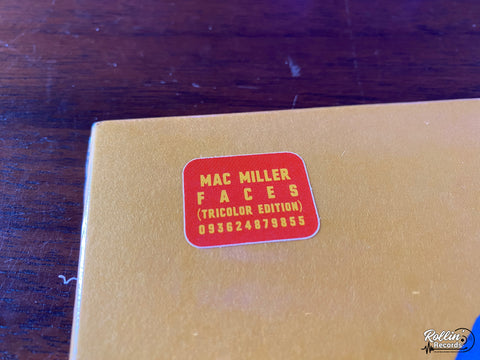 MAC MILLER
FACES
(TRICOLOR EDITION)
093624879855
Rollin'
Records